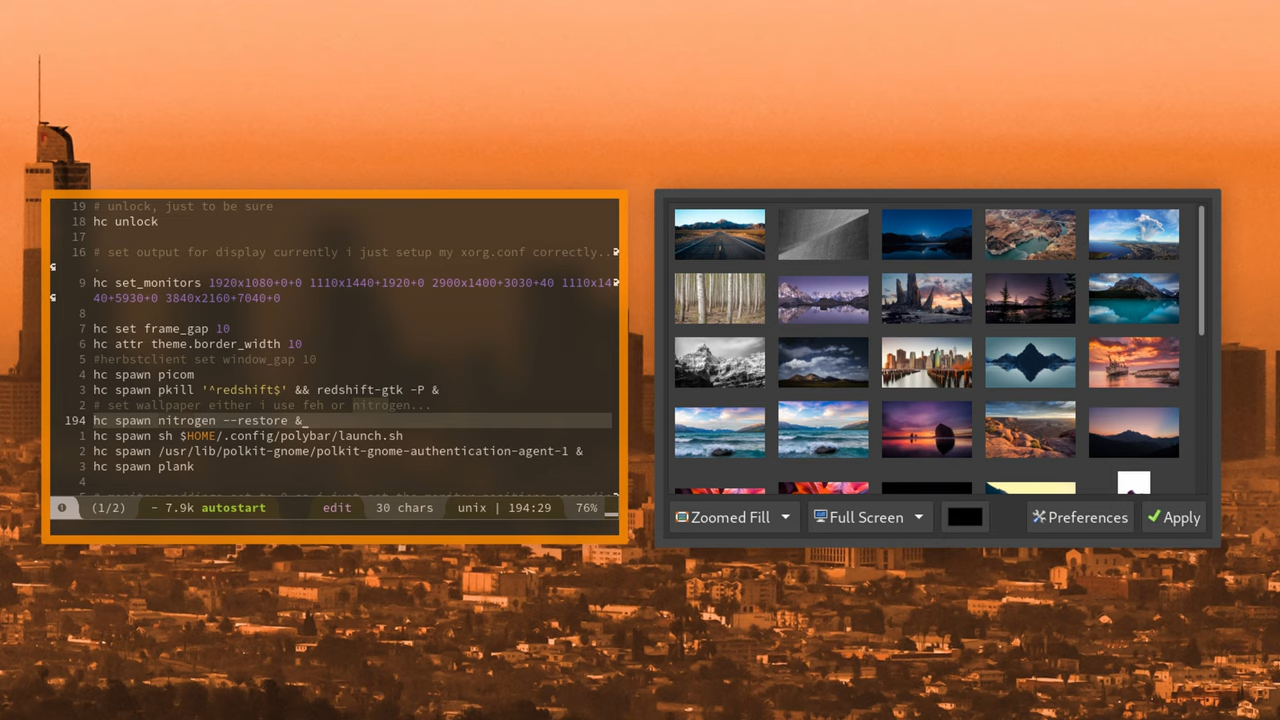 19 # unlock, just to be sure
18 hc unlock
17
16 # set output for display currently i just setup my xorg.conf correctly..
.
9 hc set_monitors 1920x1080+0+0 1110x1440+1920+0 2900x1400+3030+40 1110x14
40+5930+0 3840x2160+7040+0
8
7 hc set frame_gap 10
6 hc attr theme.border_width 10
5 #herbstclient set window_gap 10
4 hc spawn picom
3 hc spawn pkill '^redshift$' && redshift-gtk -P &
2 # set wallpaper either i use feh or nitrogen...
194 hc spawn nitrogen --restore &
1 hc spawn sh $HOME/.config/polybar/launch.sh
2 hc spawn /usr/lib/polkit-gnome/polkit-gnome-authentication-agent-1 &
3 hc spawn plank
4
(1/2) ~ 7.9k autostart edit 30 chars unix | 194:29 76%
Zoomed Fill Full Screen Preferences Apply